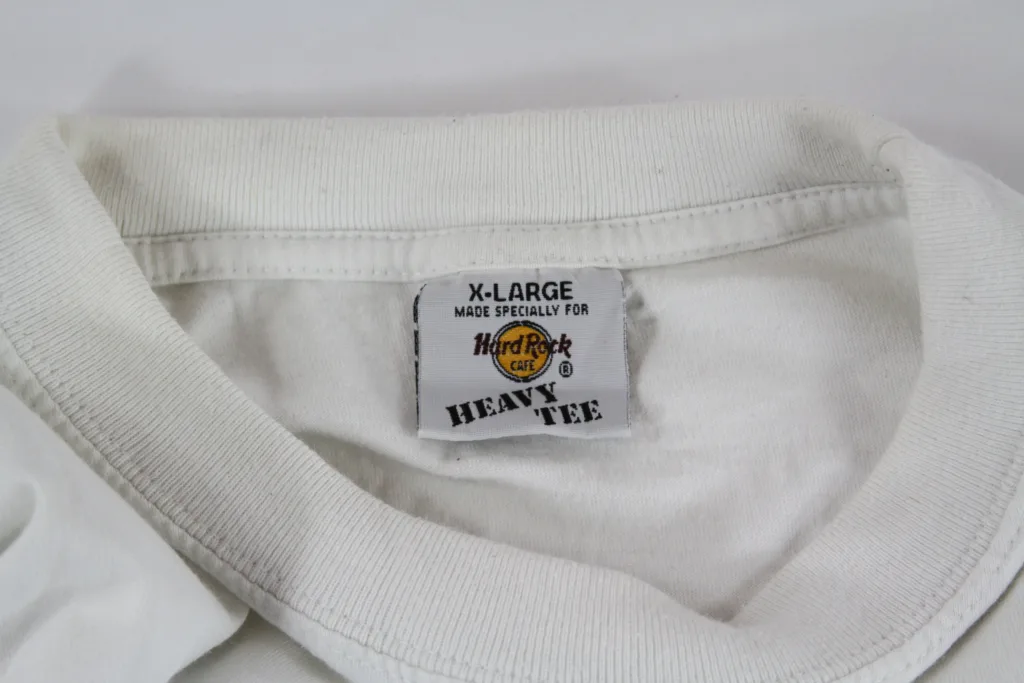 X-LARGE
MADE SPECIALLY FOR
Hard Rock
CAFE ®
HEAVY
TEE